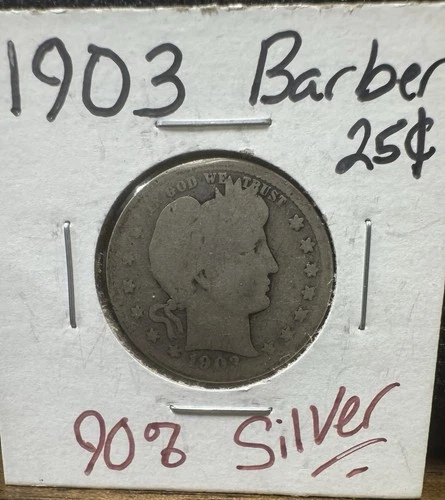 1903 Barber
25¢
GOD WE TRUST
1903
90% Silver